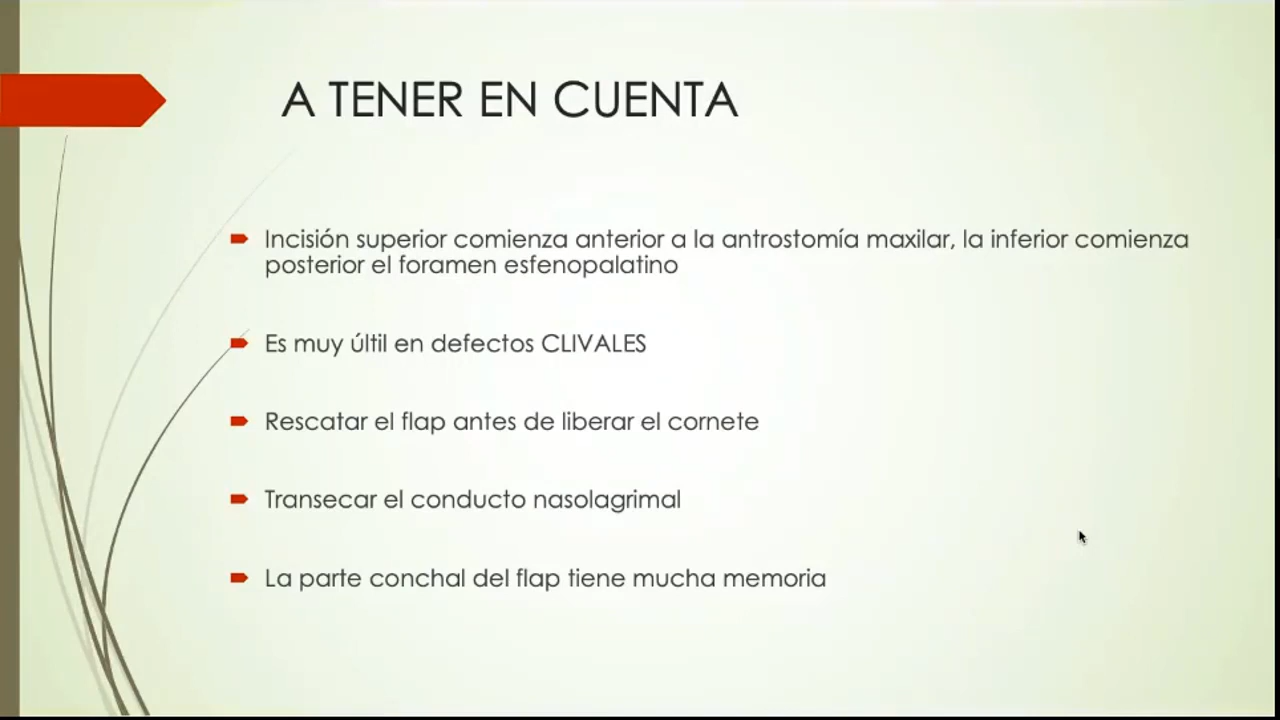 A TENER EN CUENTA
Incisión superior comienza anterior a la antrostomía maxilar, la inferior comienza
posterior el foramen esfenopalatino
Es muy últil en defectos CLIVALES
Rescatar el flap antes de liberar el cornete
Transecar el conducto nasolagrimal
La parte conchal del flap tiene mucha memoria